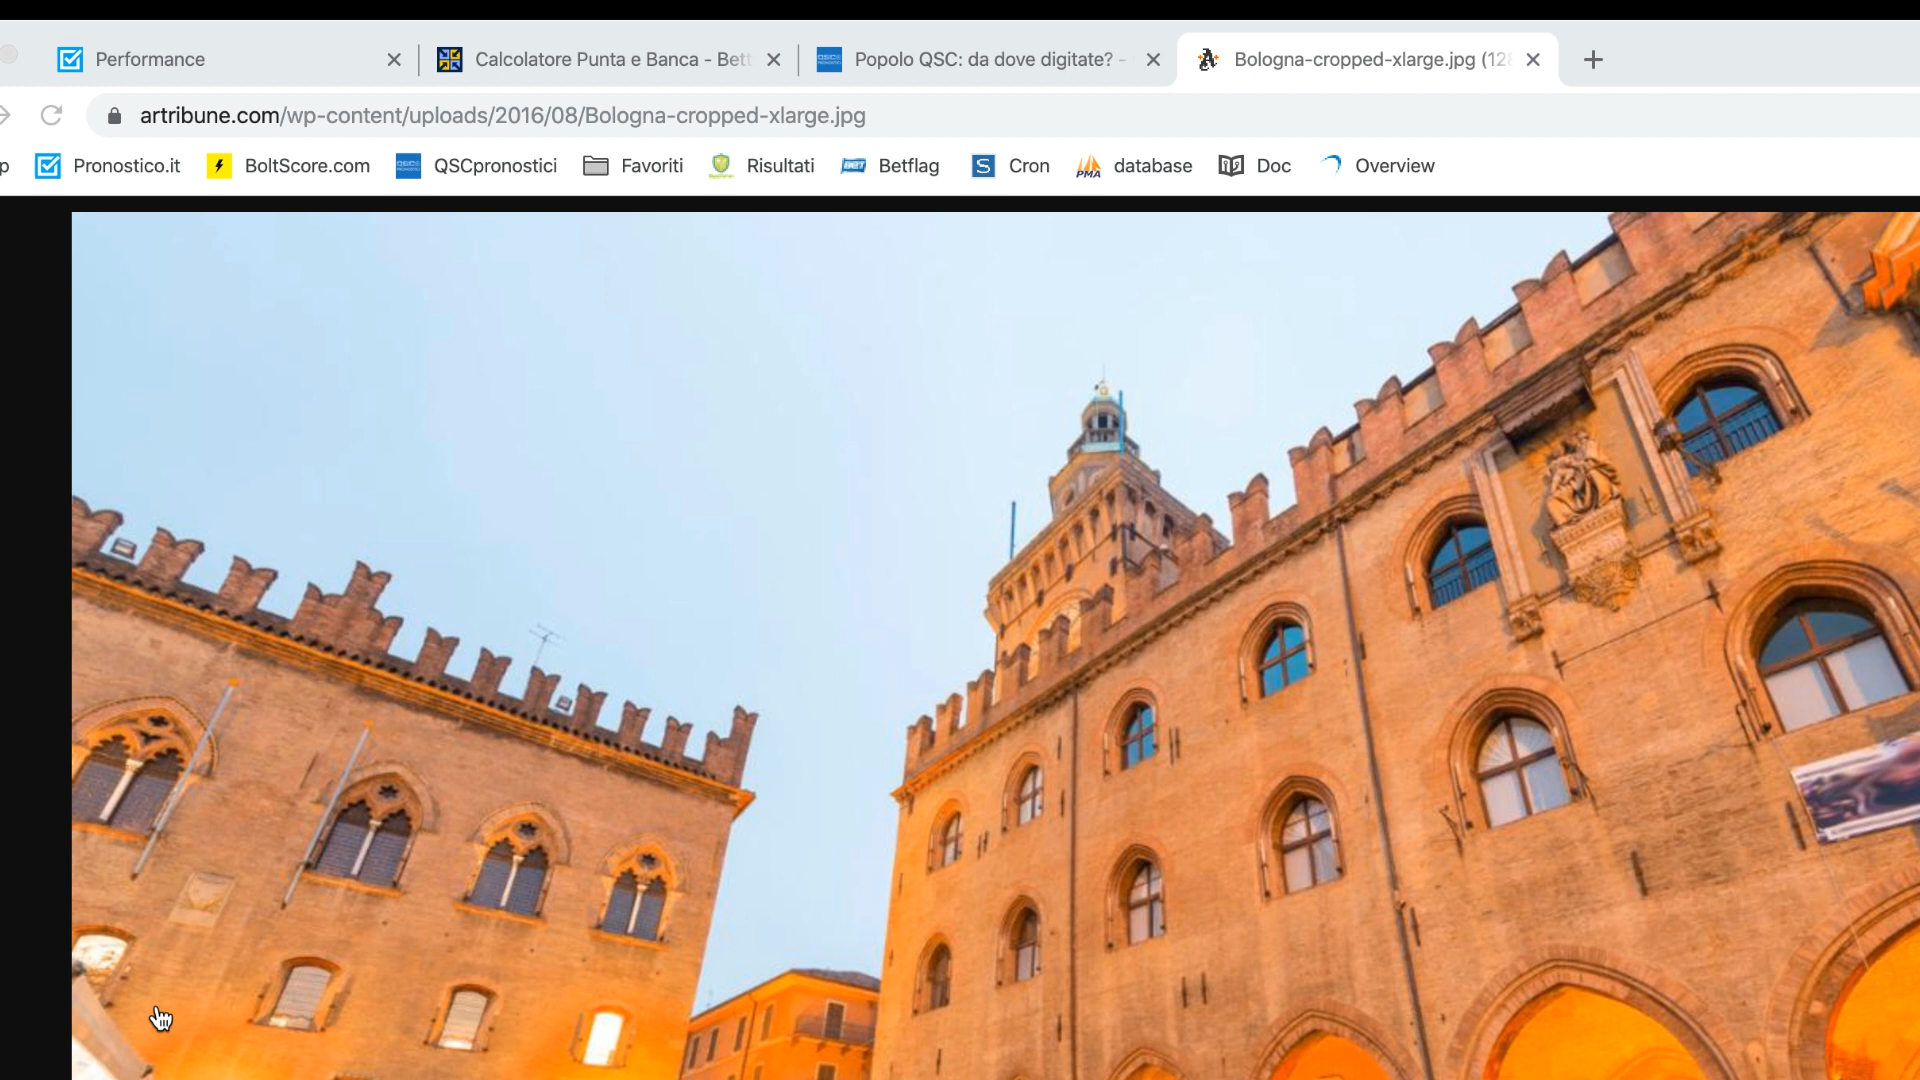 Performance
Calcolatore Punta e Banca - Bett
Popolo QSC: da dove digitate? -
Bologna-cropped-xlarge.jpg (128
artribune.com/wp-content/uploads/2016/08/Bologna-cropped-xlarge.jpg
p Pronostico.it BoltScore.com QSCpronostici Favoriti Risultati Betflag Cron database Doc Overview